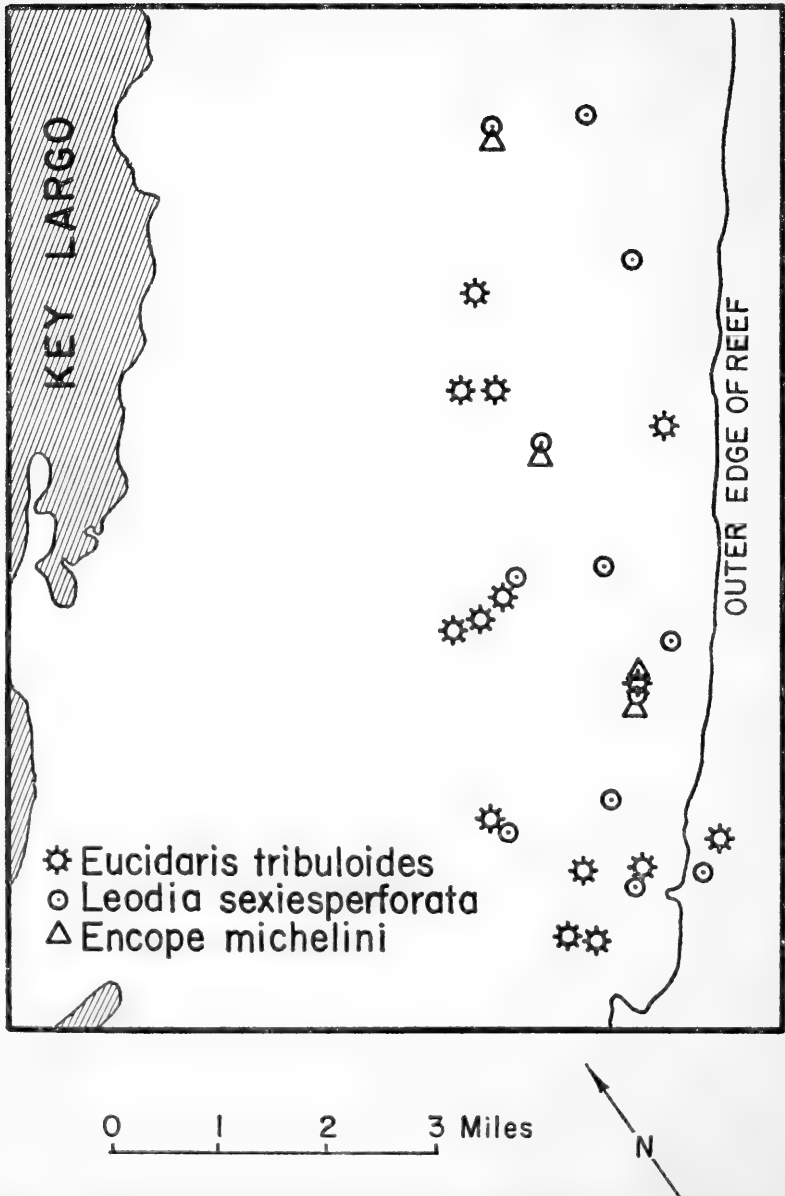 KEY LARGO
OUTER EDGE OF REEF
Eucidaris tribuloides
Leodia sexiesperforata
Encope michelini
0 1 2 3 Miles
N